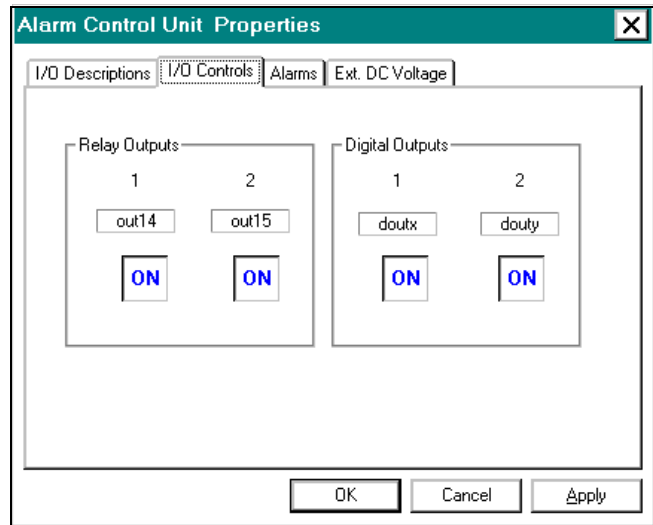 Alarm Control Unit Properties
I/O Descriptions I/O Controls Alarms Ext. DC Voltage
Relay Outputs Digital Outputs
1 2 1 2
out14 out15 doutx douty
ON ON ON ON
OK Cancel Apply